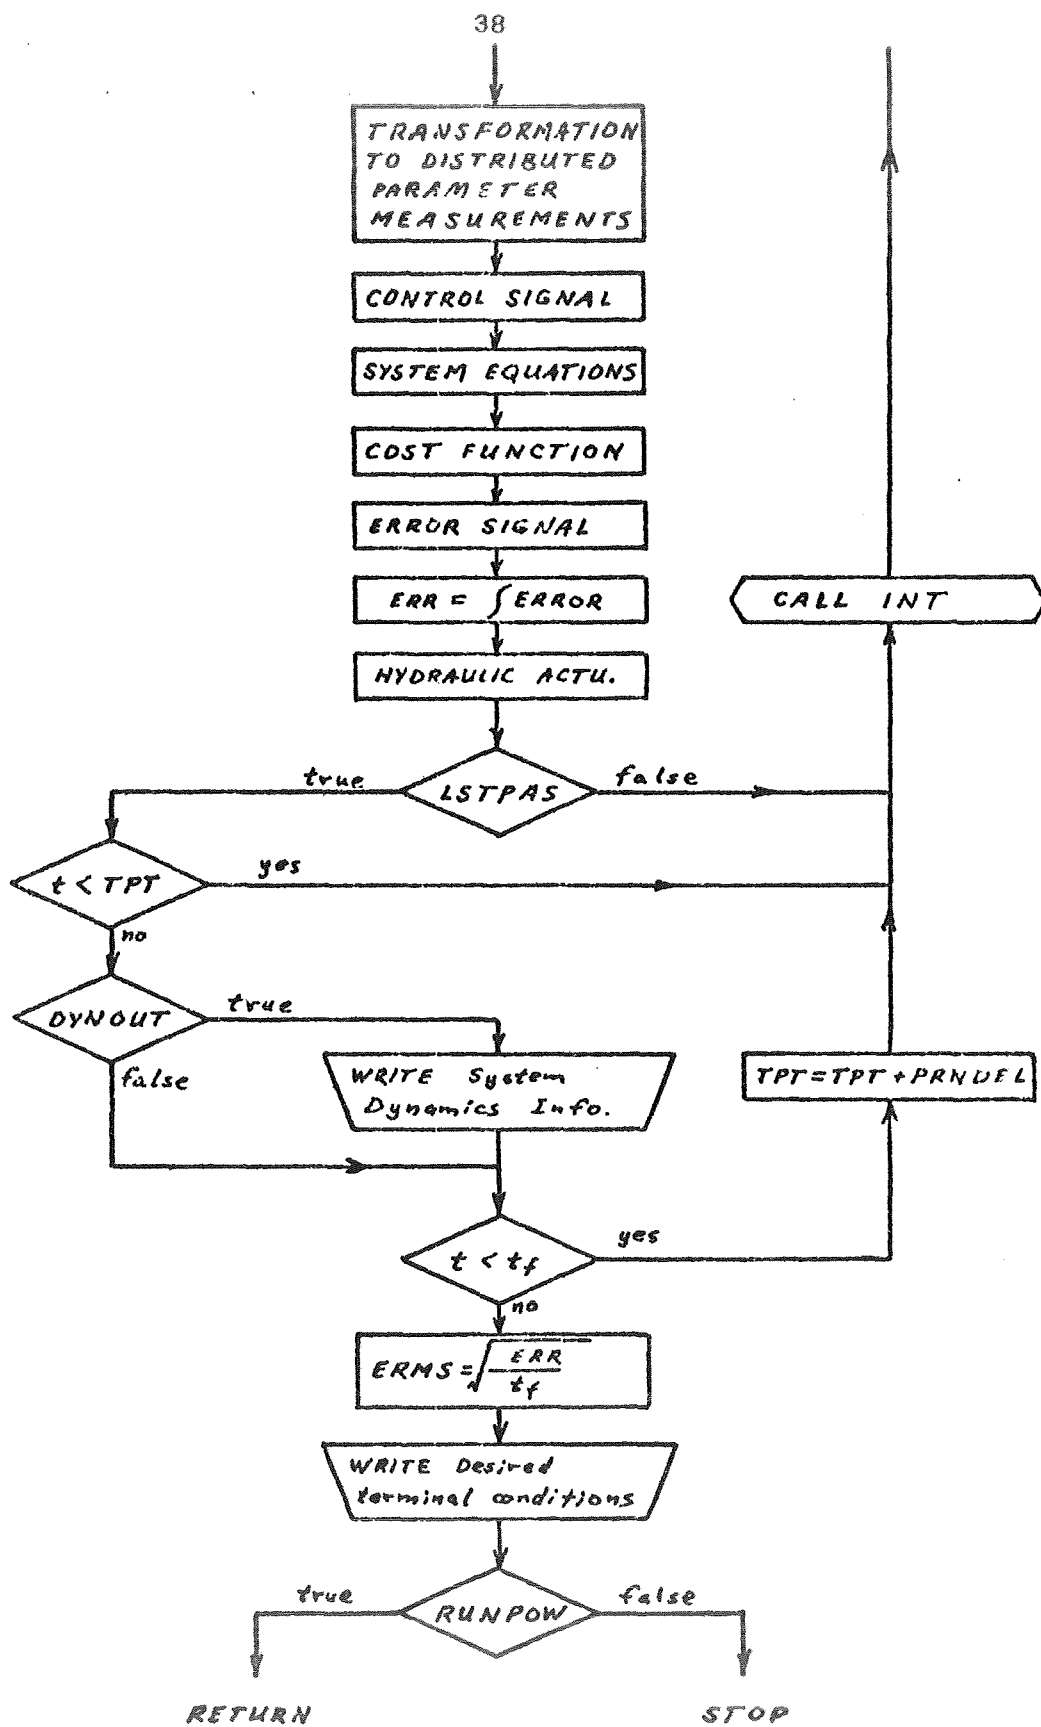 38
TRANSFORMATION
TO DISTRIBUTED
PARAMETER
MEASUREMENTS
CONTROL SIGNAL
SYSTEM EQUATIONS
COST FUNCTION
ERROR SIGNAL
ERR = ∫ERROR
CALL INT
HYDRAULIC ACTU.
true
LSTPAS
false
t < TPT
yes
no
DYNOUT
true
false
WRITE System
Dynamics Info.
TPT=TPT+PRNDEL
t < tf
yes
no
ERMS=√ERR/tf
WRITE Desired
terminal conditions
true
RUNPOW
false
RETURN
STOP